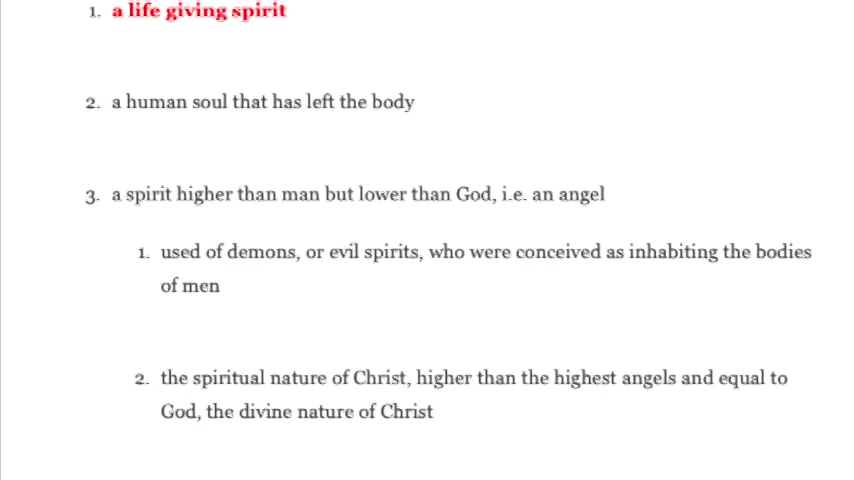 1. a life giving spirit
2. a human soul that has left the body
3. a spirit higher than man but lower than God, i.e. an angel
1. used of demons, or evil spirits, who were conceived as inhabiting the bodies
of men
2. the spiritual nature of Christ, higher than the highest angels and equal to
God, the divine nature of Christ